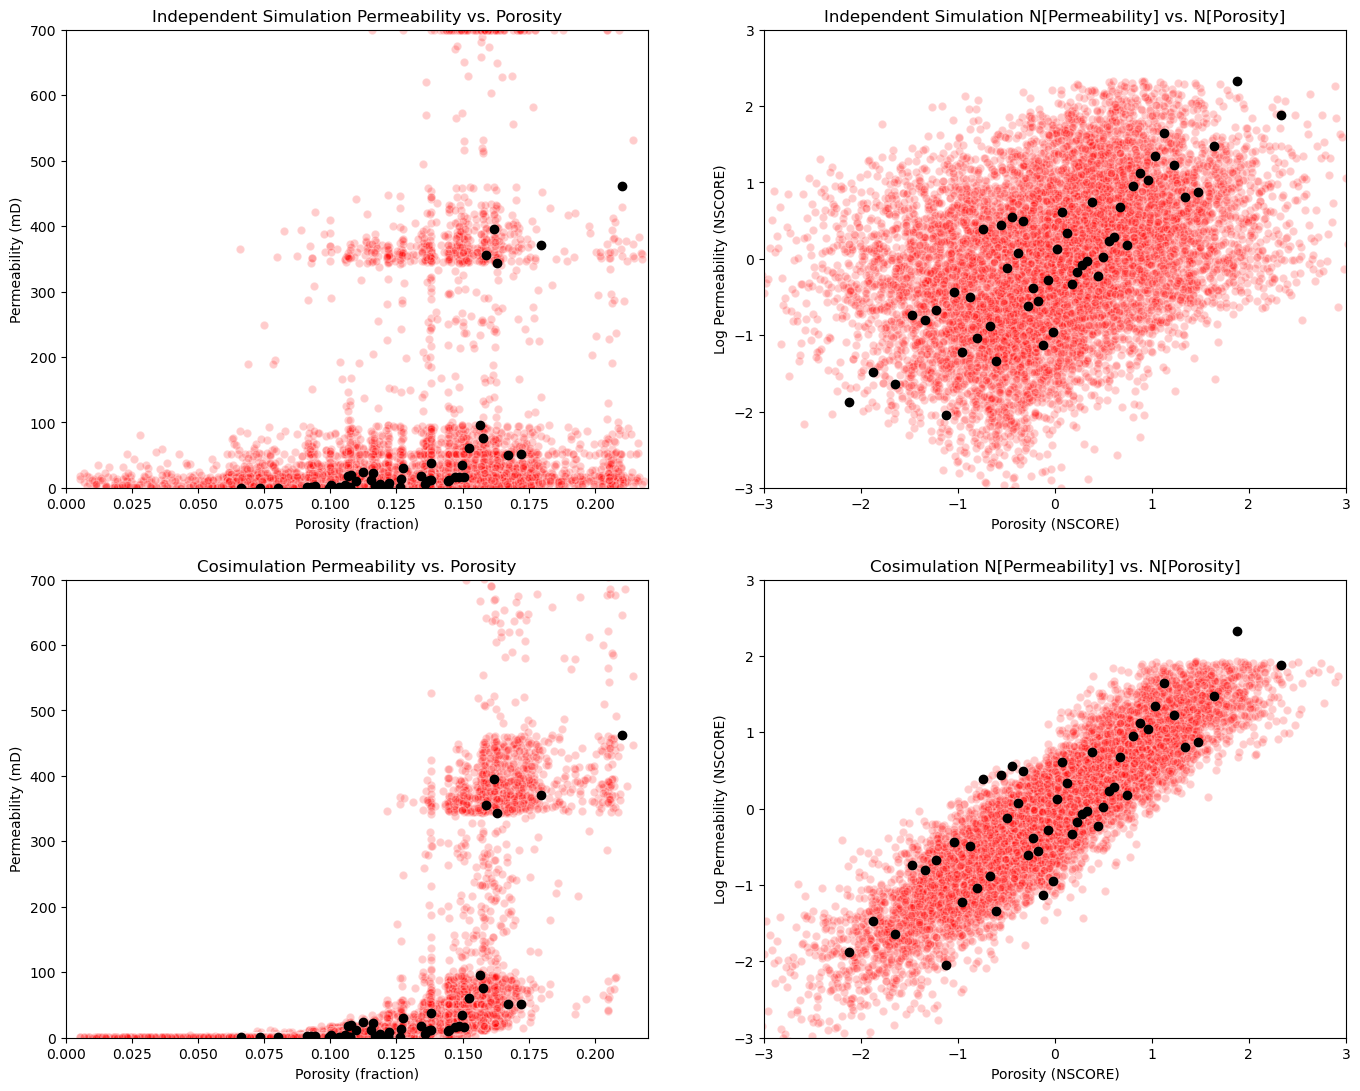 Independent Simulation Permeability vs. Porosity
700
600
500
400
300
200
100
0
Permeability (mD)
0.000 0.025 0.050 0.075 0.100 0.125 0.150 0.175 0.200
Porosity (fraction)
Independent Simulation N[Permeability] vs. N[Porosity]
3
2
1
0
−1
−2
−3
Log Permeability (NSCORE)
−3 −2 −1 0 1 2 3
Porosity (NSCORE)
Cosimulation Permeability vs. Porosity
700
600
500
400
300
200
100
0
Permeability (mD)
0.000 0.025 0.050 0.075 0.100 0.125 0.150 0.175 0.200
Porosity (fraction)
Cosimulation N[Permeability] vs. N[Porosity]
3
2
1
0
−1
−2
−3
Log Permeability (NSCORE)
−3 −2 −1 0 1 2 3
Porosity (NSCORE)